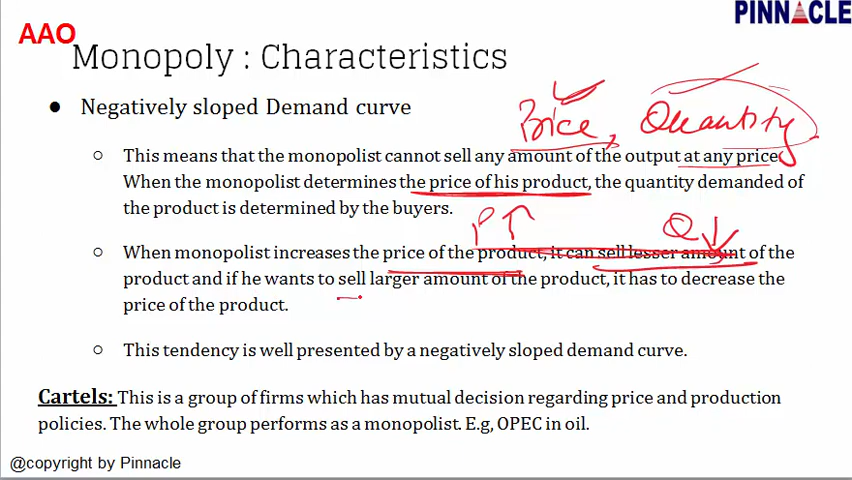 PINNACLE
AAO
Monopoly : Characteristics
● Negatively sloped Demand curve
Price, Quantity
○ This means that the monopolist cannot sell any amount of the output at any price.
When the monopolist determines the price of his product, the quantity demanded of
the product is determined by the buyers.
P↑ Q↓
○ When monopolist increases the price of the product, it can sell lesser amount of the
product and if he wants to sell larger amount of the product, it has to decrease the
price of the product.
○ This tendency is well presented by a negatively sloped demand curve.
Cartels: This is a group of firms which has mutual decision regarding price and production
policies. The whole group performs as a monopolist. E.g, OPEC in oil.
@copyright by Pinnacle